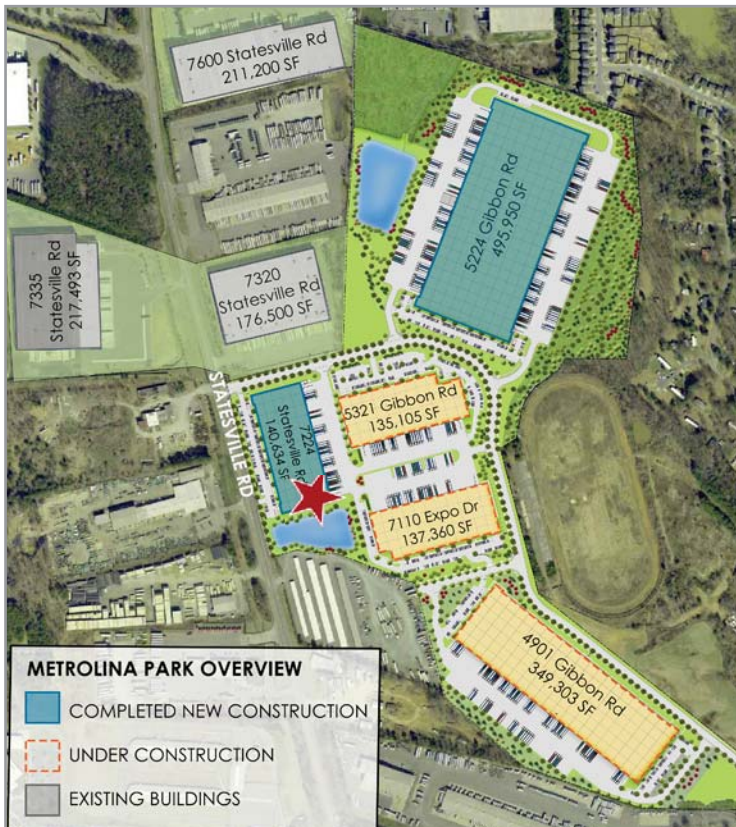 7600 Statesville Rd
211,200 SF
5224 Gibbon Rd
495,950 SF
7335
Statesville Rd
217,493 SF
7320
Statesville Rd
176,500 SF
STATESVILLE RD
7224
Statesville Rd
140,634 SF
5321 Gibbon Rd
135,105 SF
7110 Expo Dr
137,360 SF
4901 Gibbon Rd
349,303 SF
METROLINA PARK OVERVIEW
COMPLETED NEW CONSTRUCTION
UNDER CONSTRUCTION
EXISTING BUILDINGS